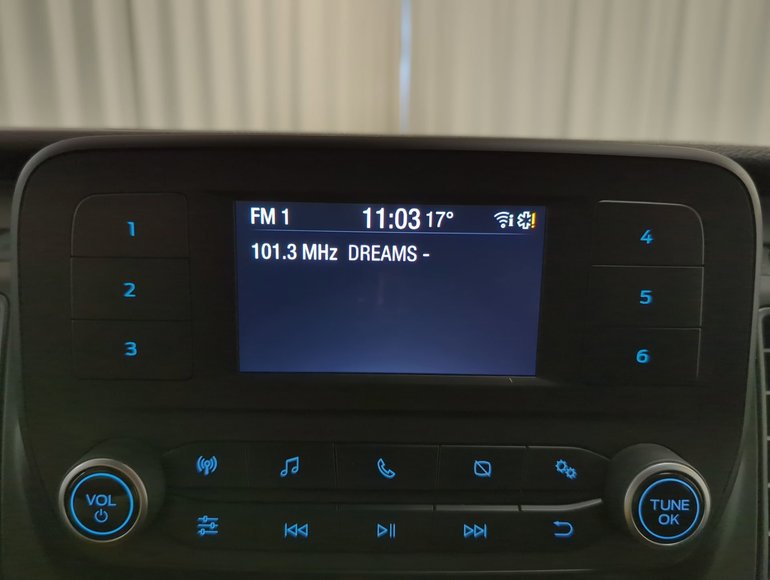 FM 1 11:03 17°
101.3 MHz DREAMS -
1
2
3
4
5
6
VOL
TUNE
OK